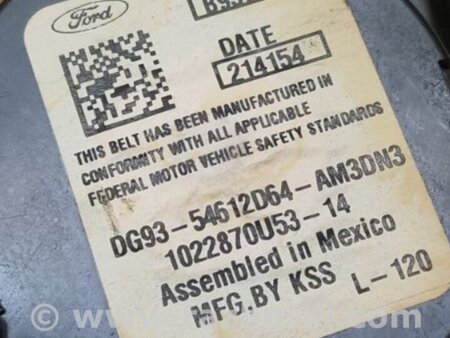 Ford
DATE
214154
THIS BELT HAS BEEN MANUFACTURED IN
CONFORMITY WITH ALL APPLICABLE
FEDERAL MOTOR VEHICLE SAFETY STANDARDS
DG93-54612D64-AM3DN3
1022870U53-14
Assembled in Mexico
MFG.BY KSS
L-120